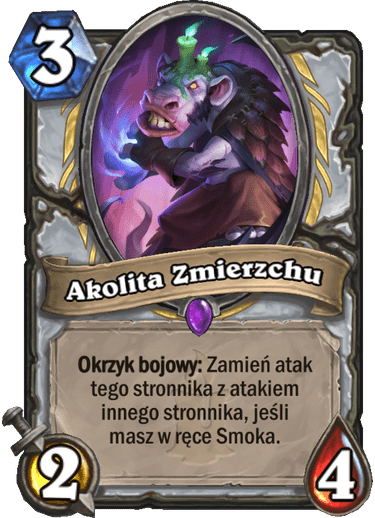 3
Akolita Zmierzchu
Okrzyk bojowy: Zamień atak
tego stronnika z atakiem
innego stronnika, jeśli
masz w ręce Smoka.
2
4